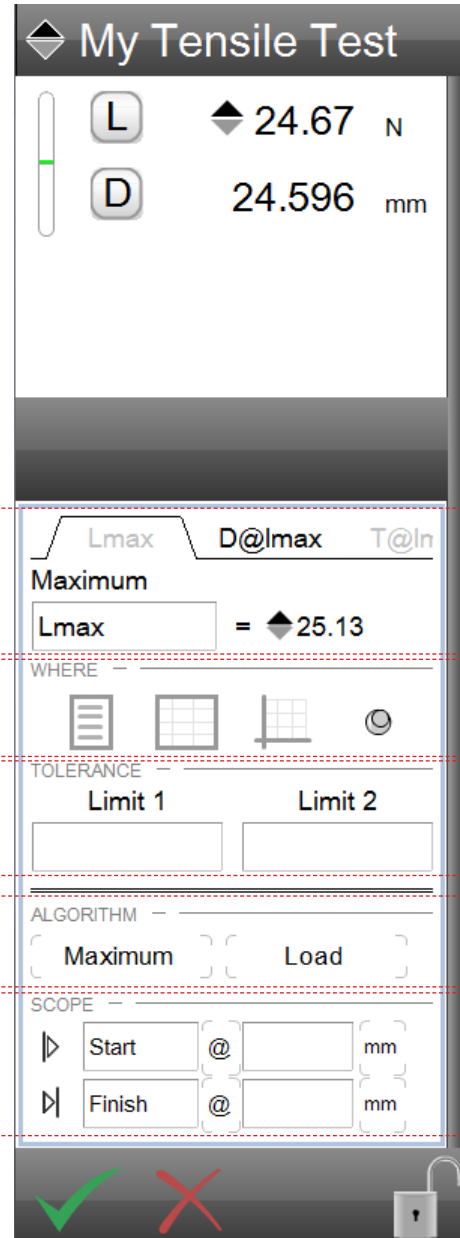 My Tensile Test
L 24.67 N
D 24.596 mm
Lmax D@lmax T@lm
Maximum
Lmax = 25.13
WHERE
TOLERANCE
Limit 1 Limit 2
ALGORITHM
Maximum Load
SCOPE
Start @ mm
Finish @ mm